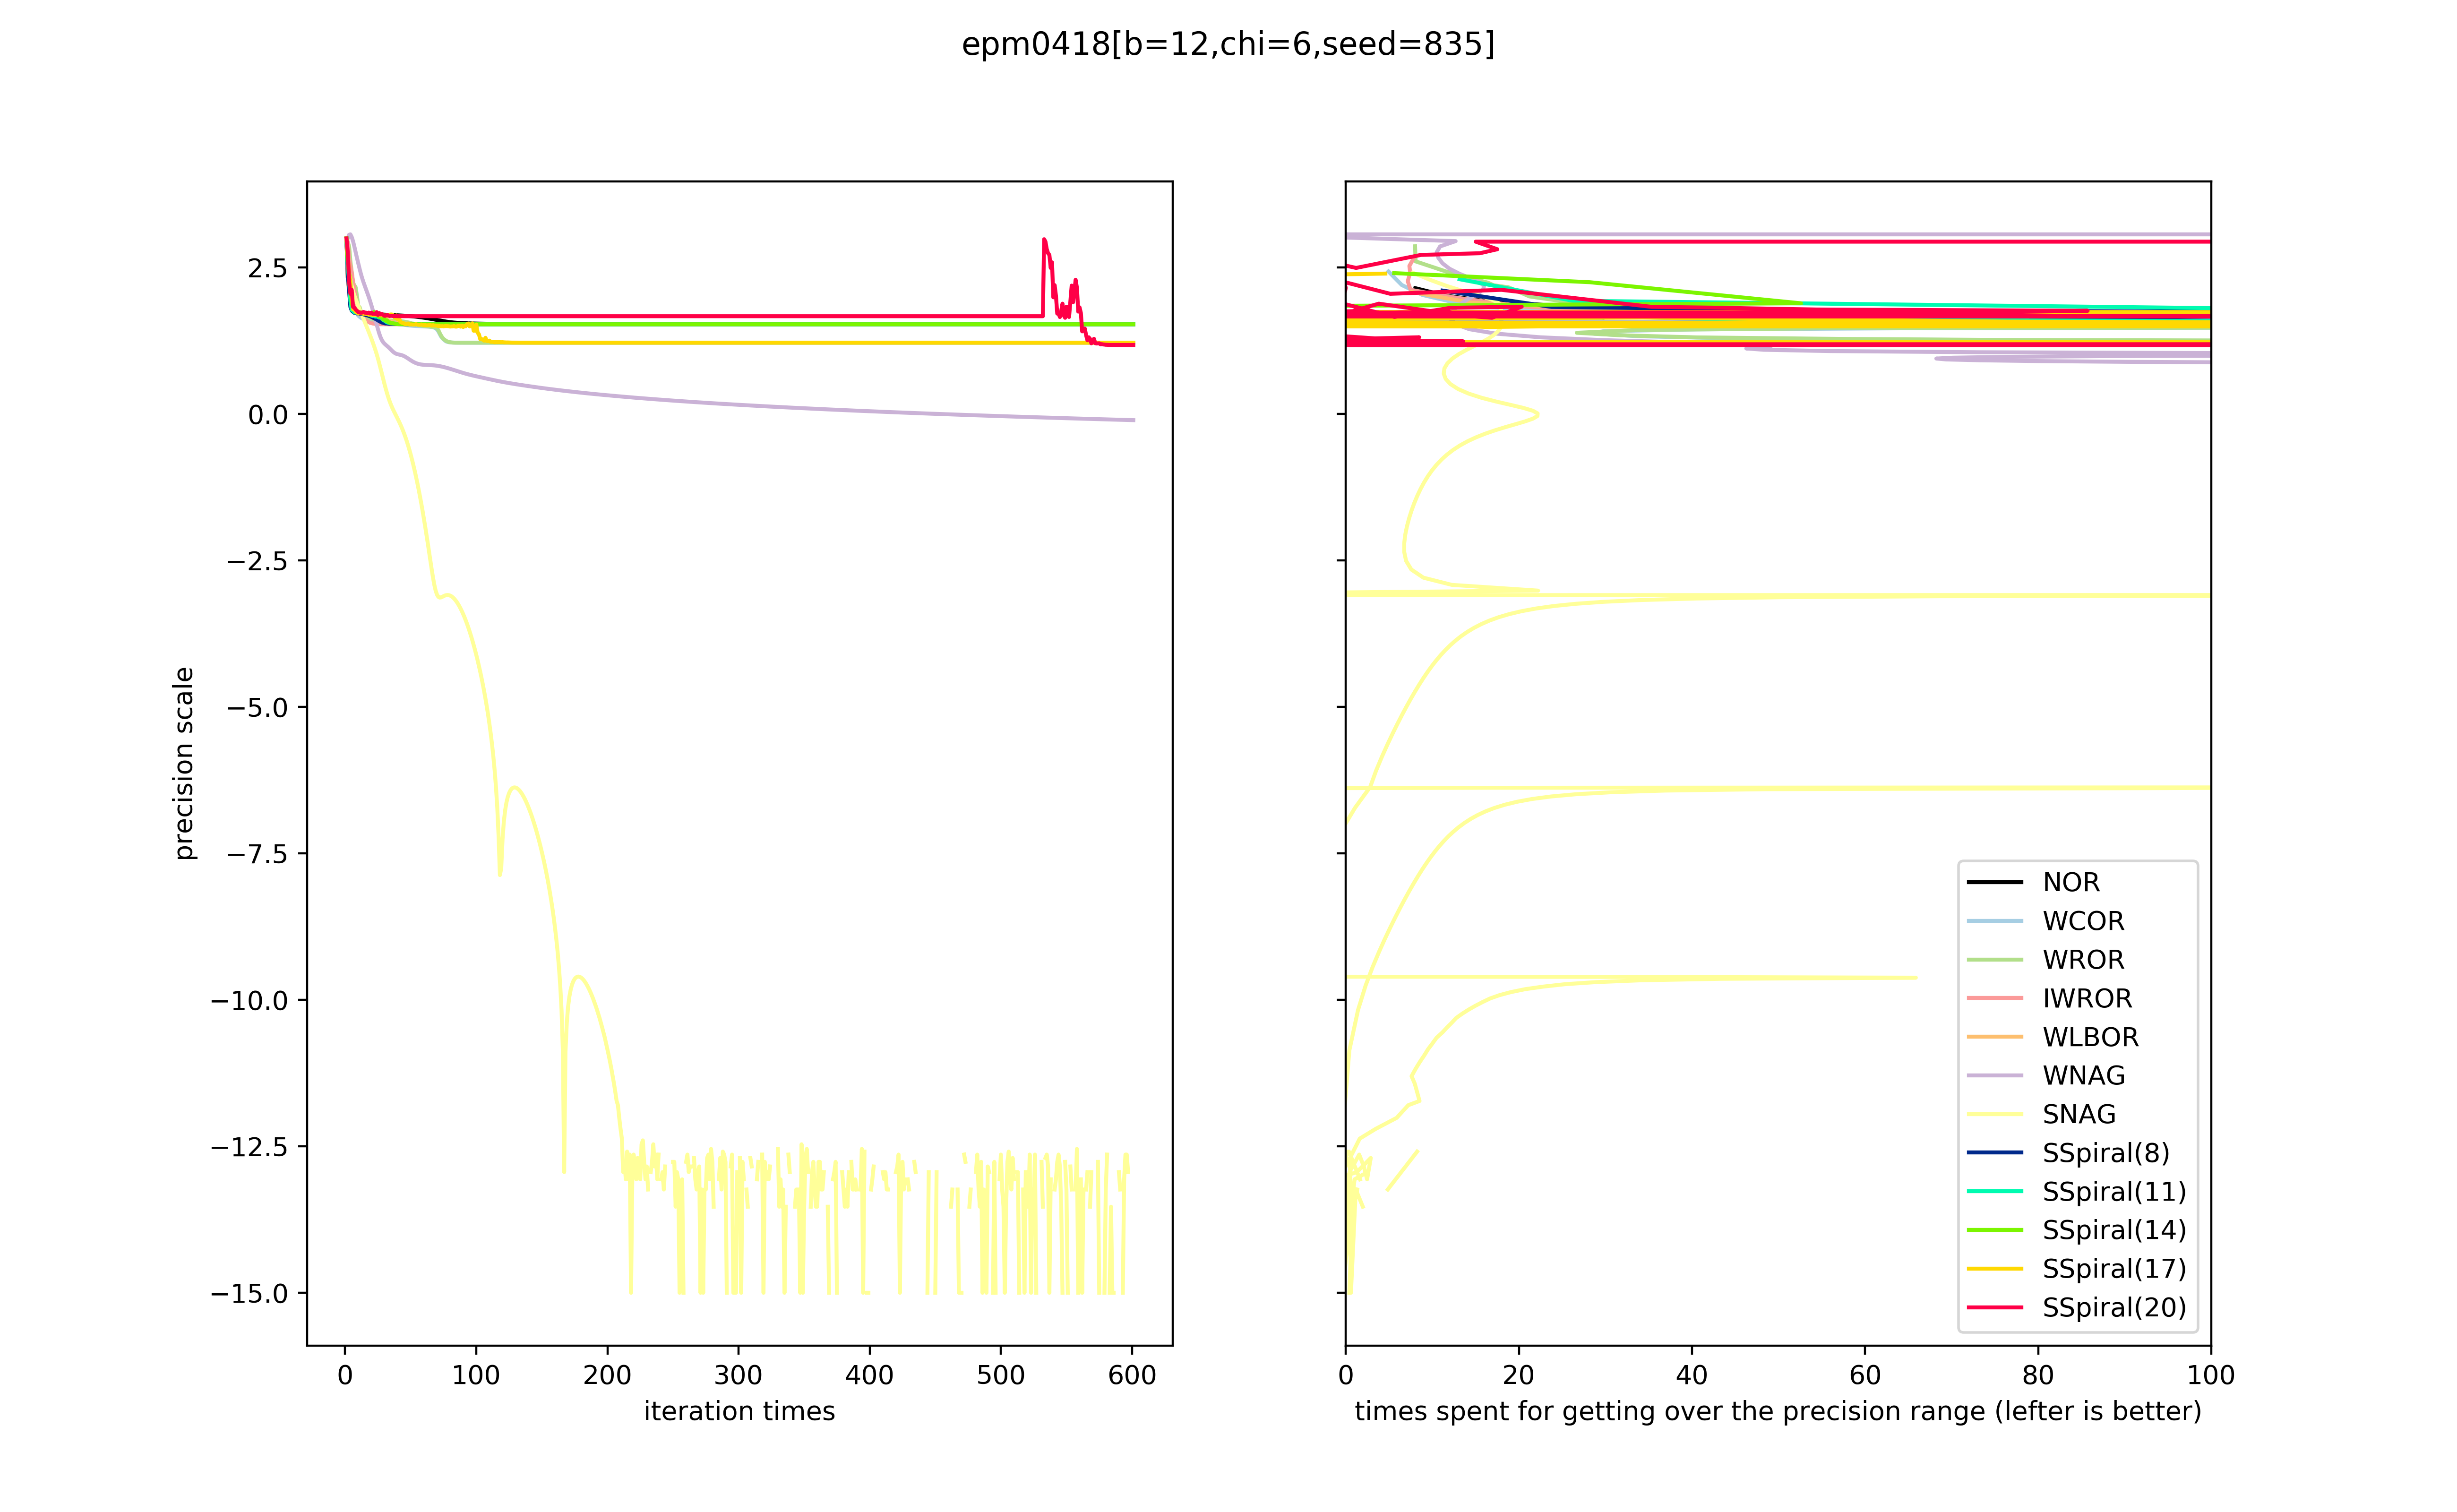 epm0418[b=12,chi=6,seed=835]
precision scale
2.5
0.0
−2.5
−5.0
−7.5
−10.0
−12.5
−15.0
0 100 200 300 400 500 600
iteration times
0 20 40 60 80 100
times spent for getting over the precision range (lefter is better)
NOR
WCOR
WROR
IWROR
WLBOR
WNAG
SNAG
SSpiral(8)
SSpiral(11)
SSpiral(14)
SSpiral(17)
SSpiral(20)